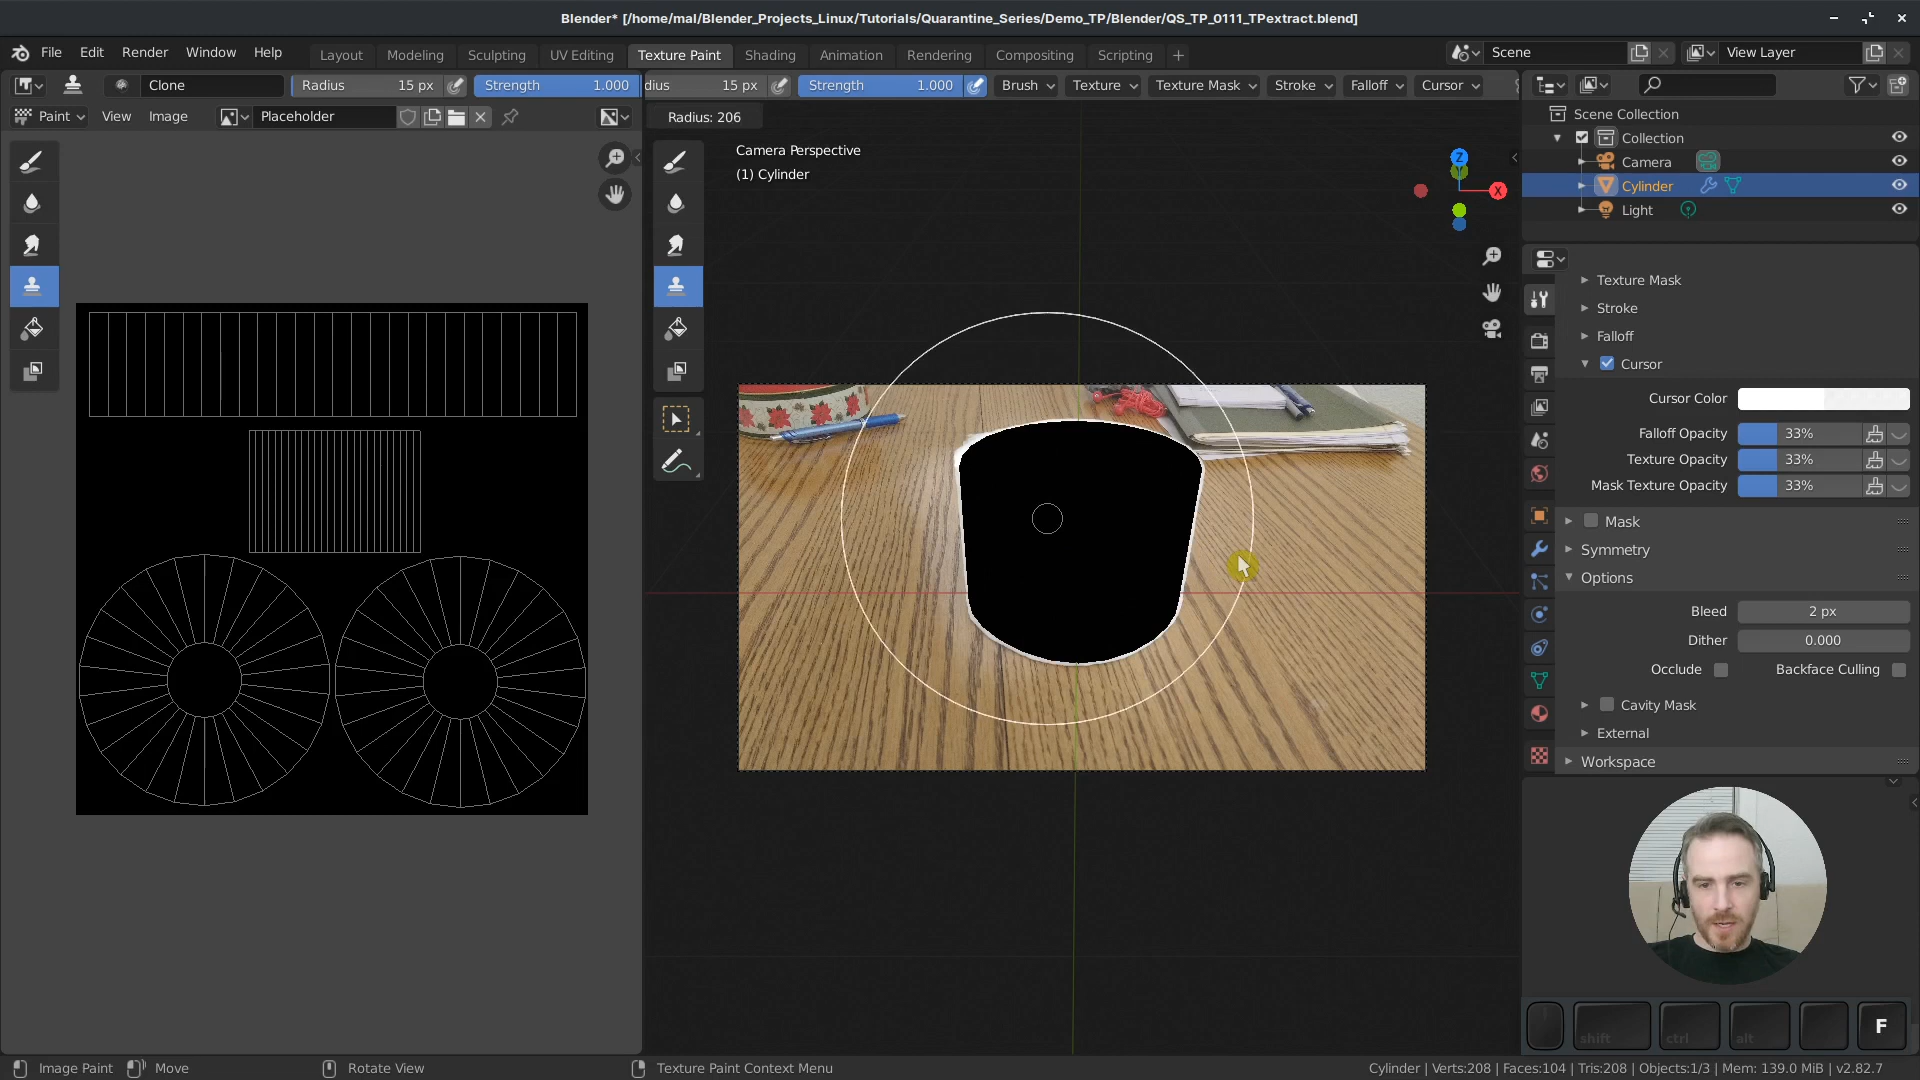 Blender* [/home/mal/Blender_Projects_Linux/Tutorials/Quarantine_Series/Demo_TP/Blender/QS_TP_0111_TPextract.blend]
File Edit Render Window Help Layout Modeling Sculpting UV Editing Texture Paint Shading Animation Rendering Compositing Scripting + Scene View Layer
Clone Radius 15 px Strength 1.000
dius 15 px Strength 1.000 Brush Texture Texture Mask Stroke Falloff Cursor
Paint View Image Placeholder
Radius: 206
Camera Perspective
(1) Cylinder
Z
X
Scene Collection
Collection
Camera
Cylinder
Light
Texture Mask
Stroke
Falloff
Cursor
Cursor Color
Falloff Opacity 33%
Texture Opacity 33%
Mask Texture Opacity 33%
Mask
Symmetry
Options
Bleed 2 px
Dither 0.000
Occlude Backface Culling
Cavity Mask
External
Workspace
shift ctrl alt F
Image Paint Move Rotate View Texture Paint Context Menu Cylinder | Verts:208 | Faces:104 | Tris:208 | Objects:1/3 | Mem: 139.0 MiB | v2.82.7